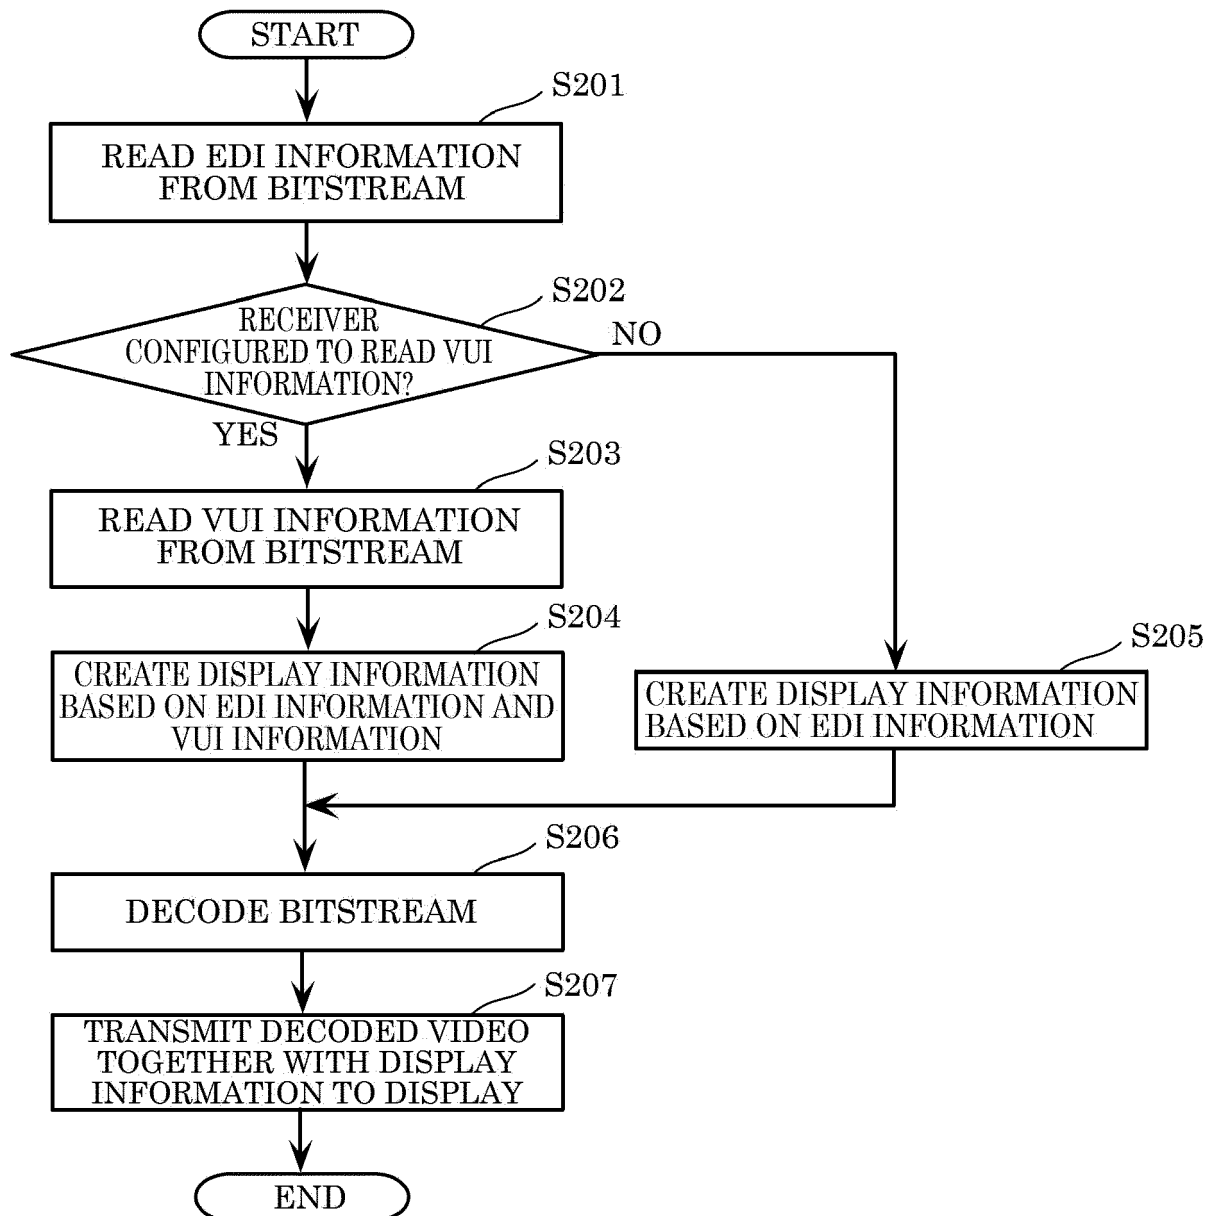 START
S201
READ EDI INFORMATION
FROM BITSTREAM
S202
RECEIVER
CONFIGURED TO READ VUI
INFORMATION?
NO
YES
S203
READ VUI INFORMATION
FROM BITSTREAM
S204
CREATE DISPLAY INFORMATION
BASED ON EDI INFORMATION AND
VUI INFORMATION
S205
CREATE DISPLAY INFORMATION
BASED ON EDI INFORMATION
S206
DECODE BITSTREAM
S207
TRANSMIT DECODED VIDEO
TOGETHER WITH DISPLAY
INFORMATION TO DISPLAY
END